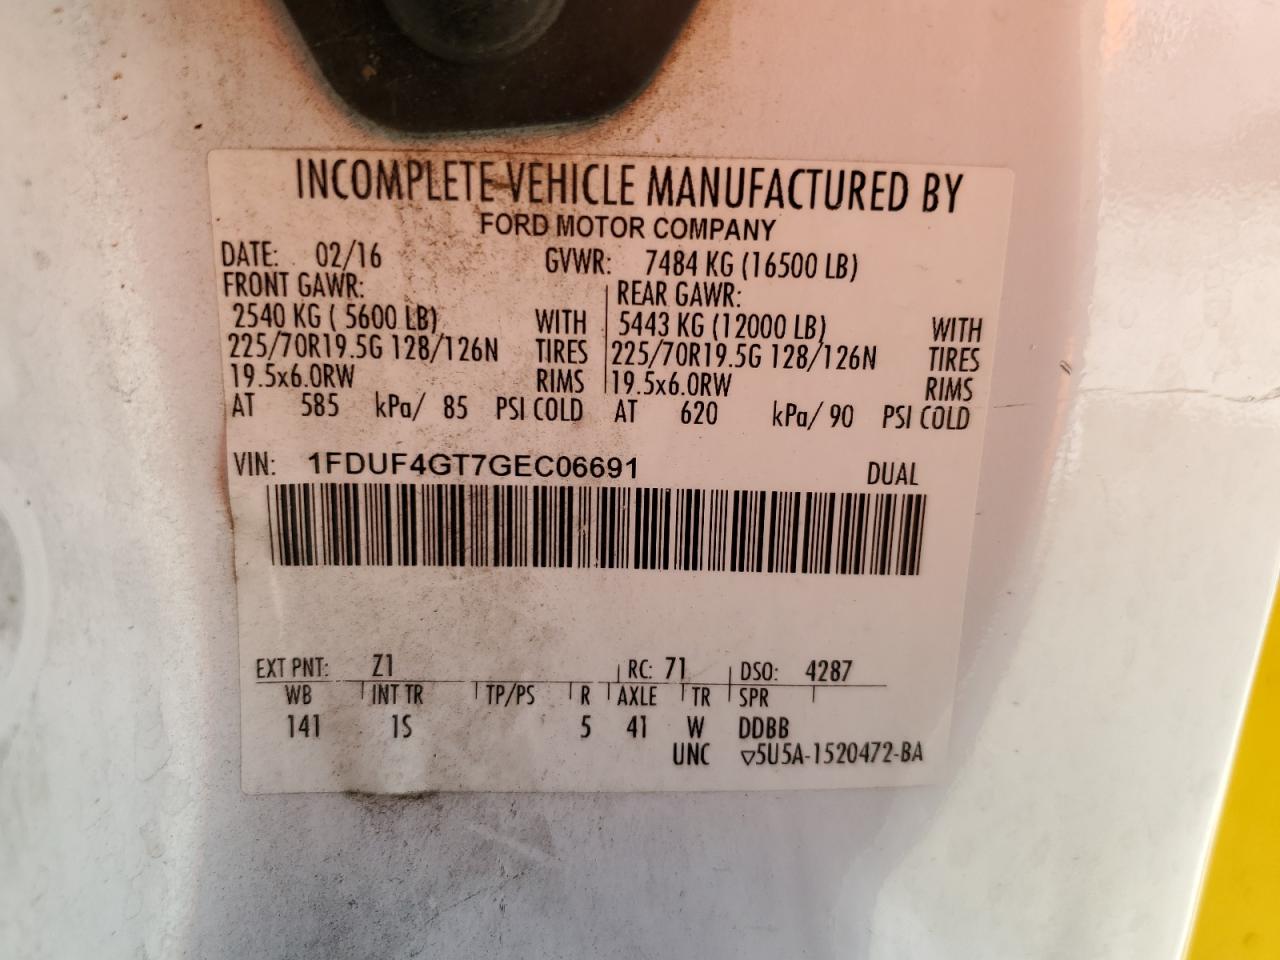 INCOMPLETE VEHICLE MANUFACTURED BY
FORD MOTOR COMPANY
DATE: 02/16 GVWR: 7484 KG (16500 LB)
FRONT GAWR: REAR GAWR:
2540 KG ( 5600 LB) WITH 5443 KG (12000 LB) WITH
225/70R19.5G 128/126N TIRES 225/70R19.5G 128/126N TIRES
19.5x6.0RW RIMS 19.5x6.0RW RIMS
AT 585 kPa/ 85 PSI COLD AT 620 kPa/ 90 PSI COLD
VIN: 1FDUF4GT7GEC06691 DUAL
EXT PNT: Z1 RC: 71 DSO: 4287
WB INT TR TP/PS R AXLE TR SPR
141 1S 5 41 W DDBB
UNC ▽5U5A-1520472-BA